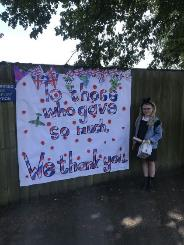 To those
who gave
so much,
We thank you.